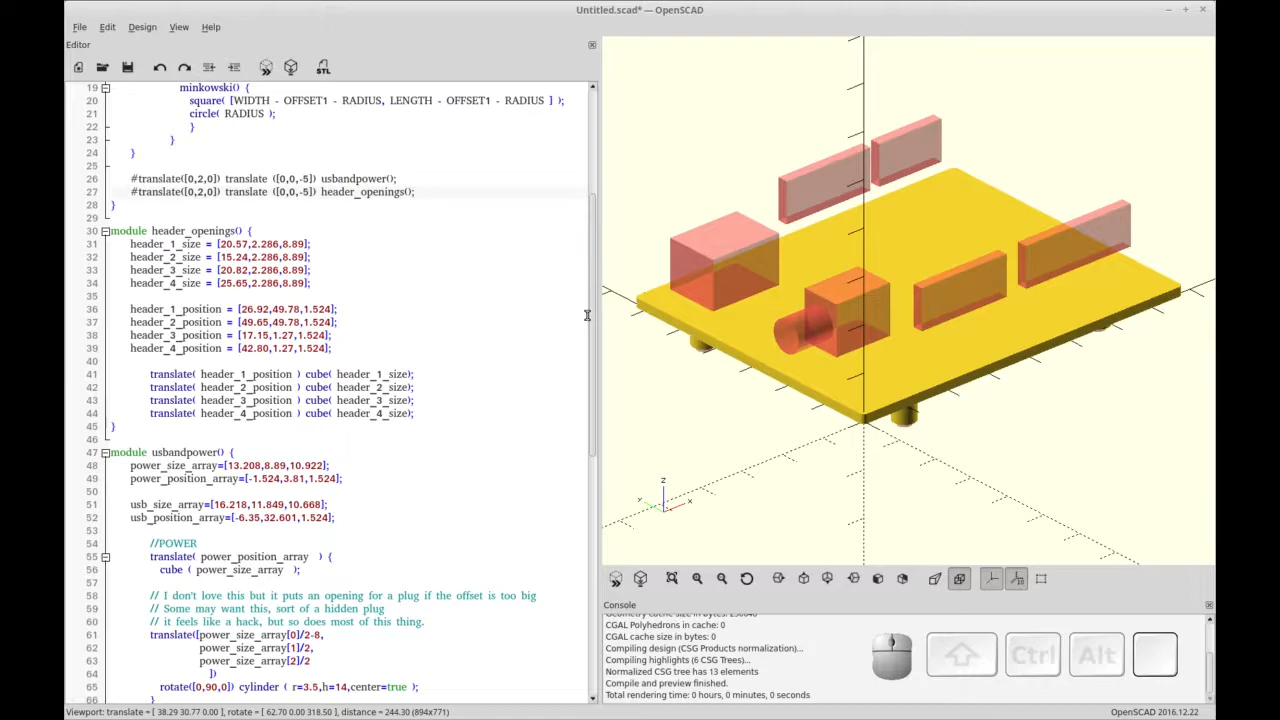 Untitled.scad* — OpenSCAD
File Edit Design View Help
Editor
STL
19 minkowski() {
20 square( [WIDTH - OFFSET1 - RADIUS, LENGTH - OFFSET1 - RADIUS ] );
21 circle( RADIUS );
22 }
23 }
24 }
25
26 #translate([0,2,0]) translate ([0,0,-5]) usbandpower();
27 #translate([0,2,0]) translate ([0,0,-5]) header_openings();
28 }
29
30 module header_openings() {
31 header_1_size = [20.57,2.286,8.89];
32 header_2_size = [15.24,2.286,8.89];
33 header_3_size = [20.82,2.286,8.89];
34 header_4_size = [25.65,2.286,8.89];
35
36 header_1_position = [26.92,49.78,1.524];
37 header_2_position = [49.65,49.78,1.524];
38 header_3_position = [17.15,1.27,1.524];
39 header_4_position = [42.80,1.27,1.524];
40
41 translate( header_1_position ) cube( header_1_size);
42 translate( header_2_position ) cube( header_2_size);
43 translate( header_3_position ) cube( header_3_size);
44 translate( header_4_position ) cube( header_4_size);
45 }
46
47 module usbandpower() {
48 power_size_array=[13.208,8.89,10.922];
49 power_position_array=[-1.524,3.81,1.524];
50
51 usb_size_array=[16.218,11.849,10.668];
52 usb_position_array=[-6.35,32.601,1.524];
53
54 //POWER
55 translate( power_position_array ) {
56 cube ( power_size_array );
57
58 // I don't love this but it puts an opening for a plug if the offset is too big
59 // Some may want this, sort of a hidden plug
60 // it feels like a hack, but so does most of this thing.
61 translate([power_size_array[0]/2-8,
62 power_size_array[1]/2,
63 power_size_array[2]/2
64 ])
65 rotate([0,90,0]) cylinder ( r=3.5,h=14,center=true );
66 }
z
y
x
Console
CGAL Polyhedrons in cache: 0
CGAL cache size in bytes: 0
Compiling design (CSG Products normalization)...
Compiling highlights (6 CSG Trees)...
Normalized CSG tree has 13 elements
Compile and preview finished.
Total rendering time: 0 hours, 0 minutes, 0 seconds
Ctrl
Alt
Viewport: translate = [ 38.29 30.77 0.00 ], rotate = [ 62.70 0.00 318.50 ], distance = 244.30 (894x771)
OpenSCAD 2016.12.22